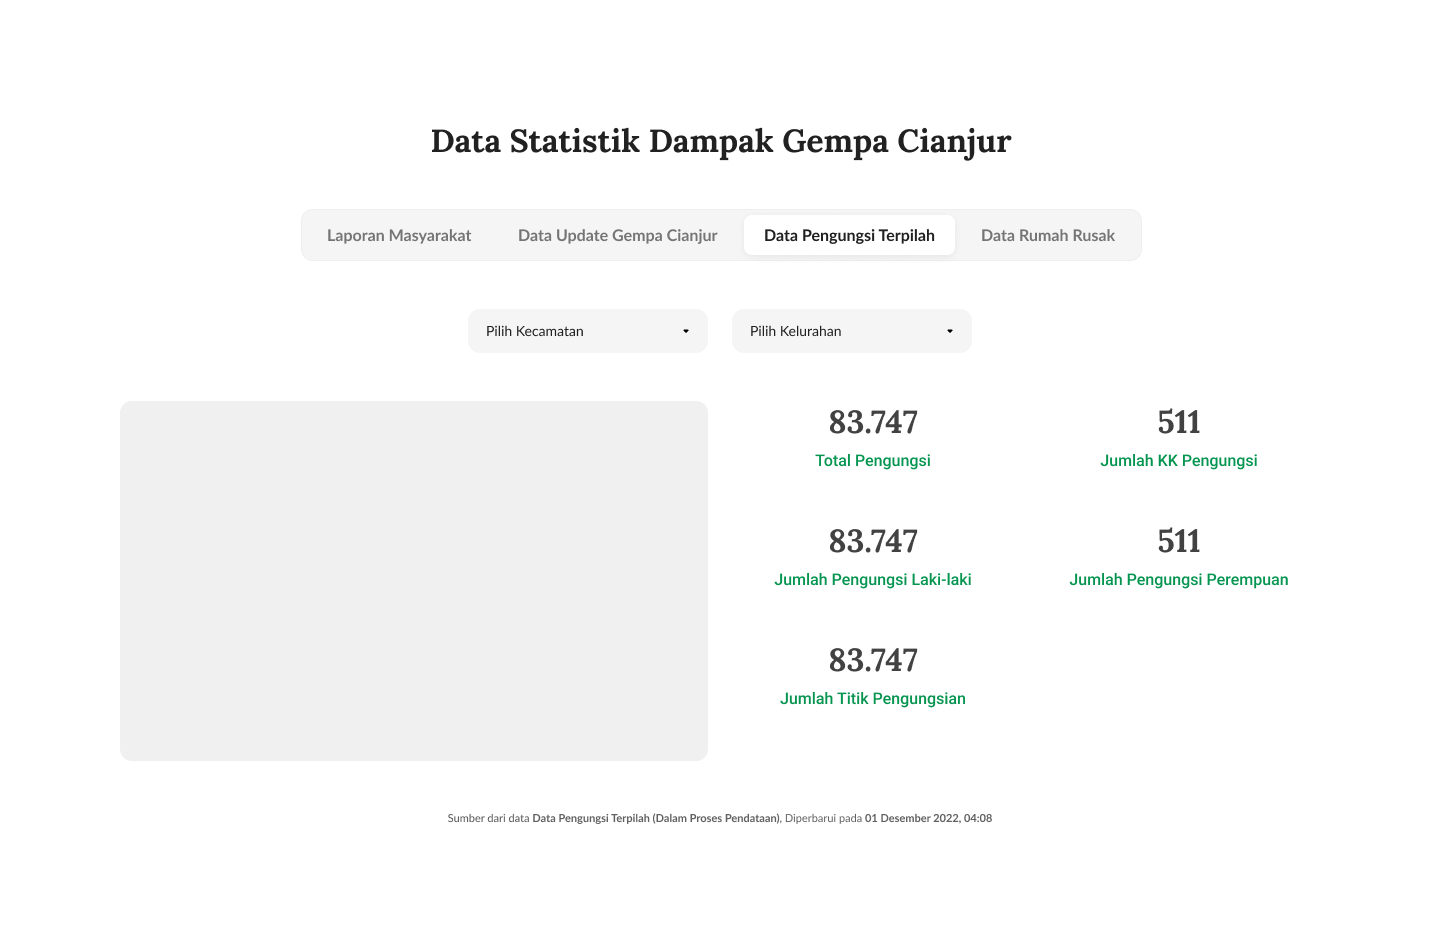 Data Statistik Dampak Gempa Cianjur
Laporan Masyarakat
Data Update Gempa Cianjur
Data Pengungsi Terpilah
Data Rumah Rusak
Pilih Kecamatan
Pilih Kelurahan
83.747
Total Pengungsi
511
Jumlah KK Pengungsi
83.747
Jumlah Pengungsi Laki-laki
511
Jumlah Pengungsi Perempuan
83.747
Jumlah Titik Pengungsian
Sumber dari data Data Pengungsi Terpilah (Dalam Proses Pendataan), Diperbarui pada 01 Desember 2022, 04:08